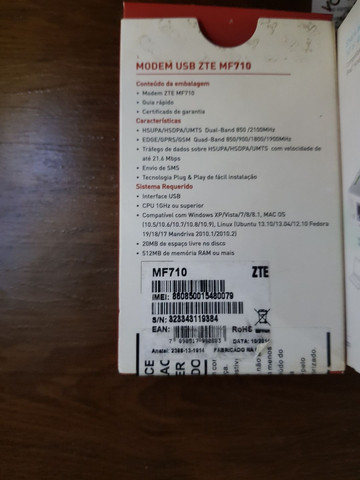 MODEM USB ZTE MF710
Conteúdo da embalagem
• Modem ZTE MF710
• Guia rápido
• Certificado de garantia
Características
• HSUPA/HSDPA/UMTS Dual-Band 850 /2100MHz
• EDGE/GPRS/GSM Quad-Band 850/900/1800/1900MHz
• Tráfego de dados sobre HSUPA/HSDPA/UMTS com velocidade de
até 21.6 Mbps
• Envio de SMS
• Tecnologia Plug & Play de fácil instalação
Sistema Requerido
• Interface USB
• CPU 1GHz ou superior
• Compatível com Windows XP/Vista/7/8/8.1, MAC OS
(10.5/10.6/10.7/10.8/10.9), Linux (Ubuntu 13.10/13.04/12.10 Fedora
19/18/17 Mandriva 2010.1/2010.2)
• 20MB de espaço livre no disco
• 512MB de memória RAM ou mais
MF710 ZTE
IMEI: 860850015480079
S/N: 323343119384
EAN: RoHS
DATA:
Anatel:
FABRICADO